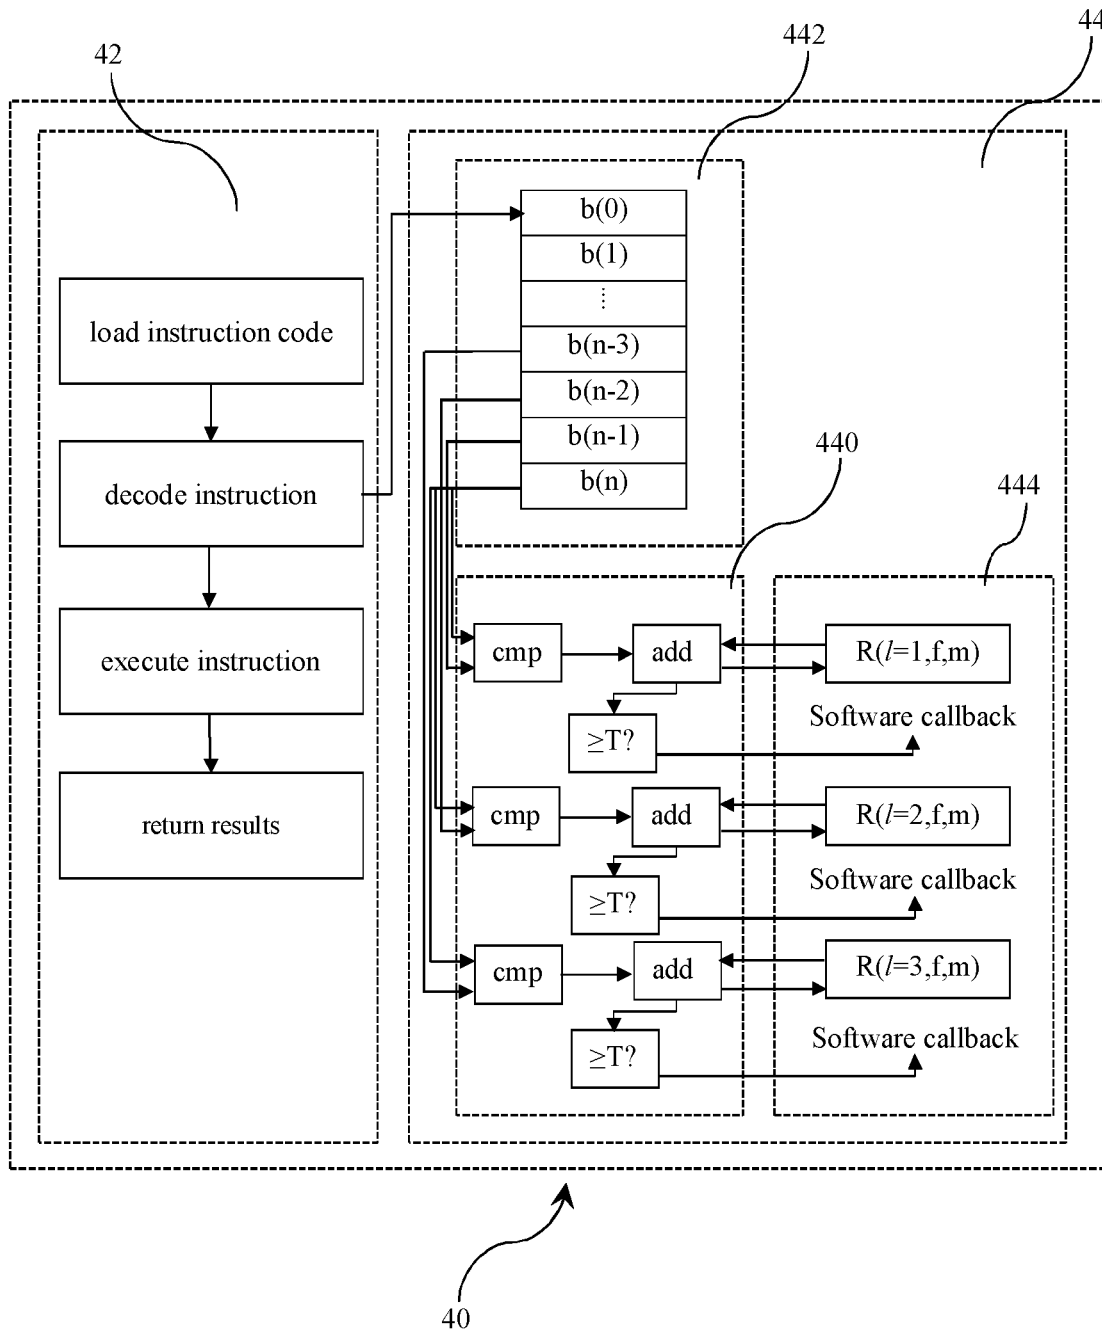 44
442
42
b(0)
b(1)
....
load instruction code
b(n-3)
b(n-2)
b(n-1)
440
decode instruction
b(n)
444
execute instruction
cmp
add
R(l=1,f,m)
Software callback
≥T?
return results
cmp
add
R(l=2,f,m)
Software callback
≥T?
cmp
add
R(l=3,f,m)
Software callback
≥T?
40